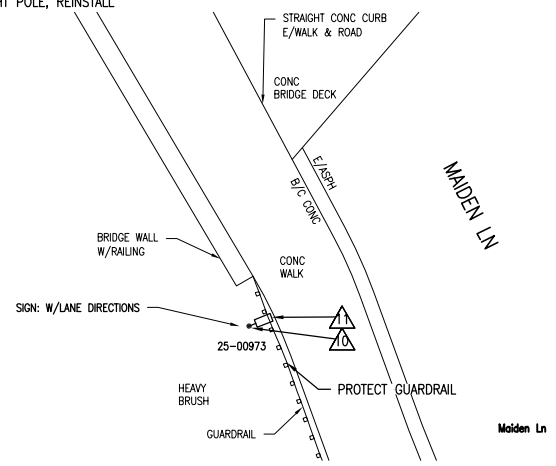 HT POLE, REINSTALL
STRAIGHT CONC CURB
E/WALK & ROAD
CONC
BRIDGE DECK
E/ASPH
B/C CONC
MAIDEN LN
BRIDGE WALL
W/RAILING
CONC
WALK
SIGN: W/LANE DIRECTIONS
11
10
25-00973
HEAVY
BRUSH
PROTECT GUARDRAIL
GUARDRAIL
Maiden Ln